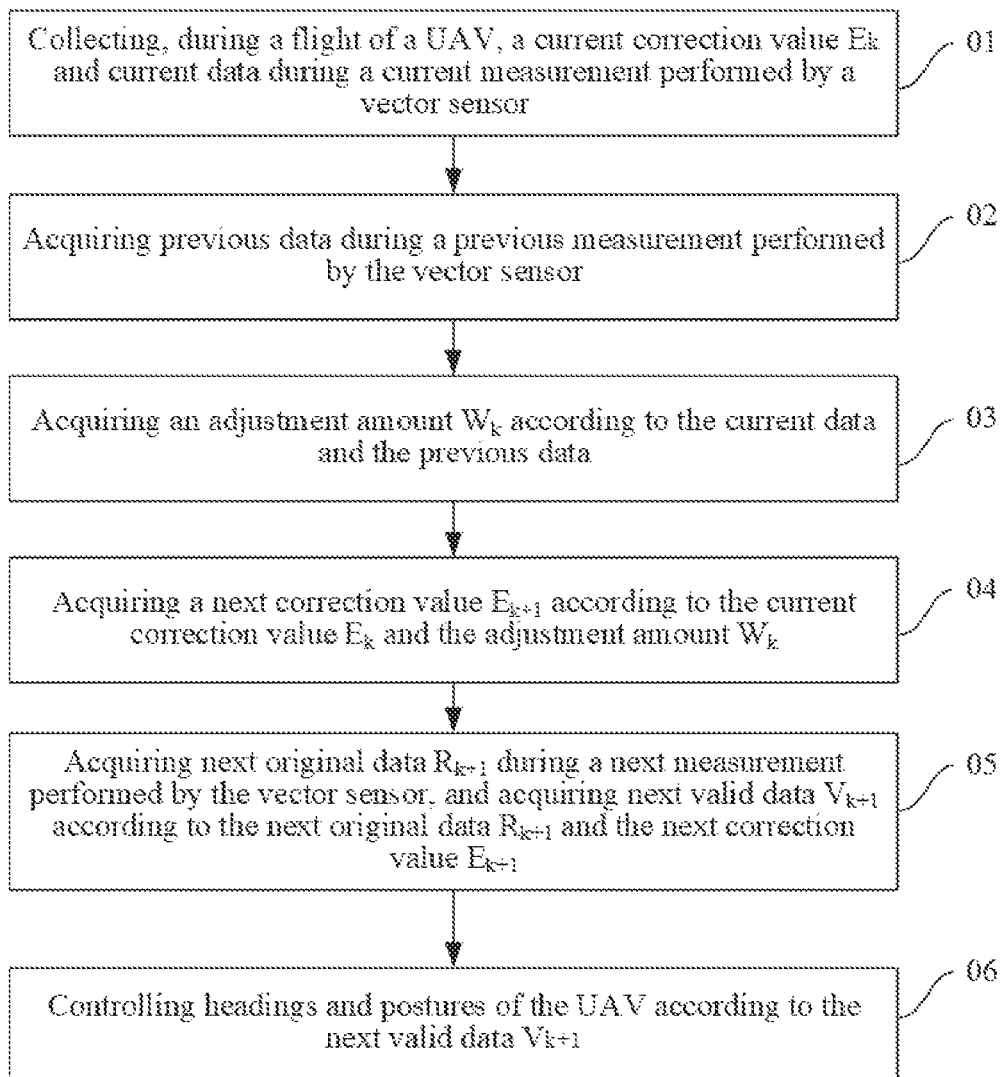 Collecting, during a flight of a UAV, a current correction value Ek
and current data during a current measurement performed by a
vector sensor
01
Acquiring previous data during a previous measurement performed
by the vector sensor
02
Acquiring an adjustment amount Wk according to the current data
and the previous data
03
Acquiring a next correction value Ek+1 according to the current
correction value Ek and the adjustment amount Wk
04
Acquiring next original data Rk+1 during a next measurement
performed by the vector sensor, and acquiring next valid data Vk+1
according to the next original data Rk+1 and the next correction
value Ek+1
05
Controlling headings and postures of the UAV according to the
next valid data Vk+1
06